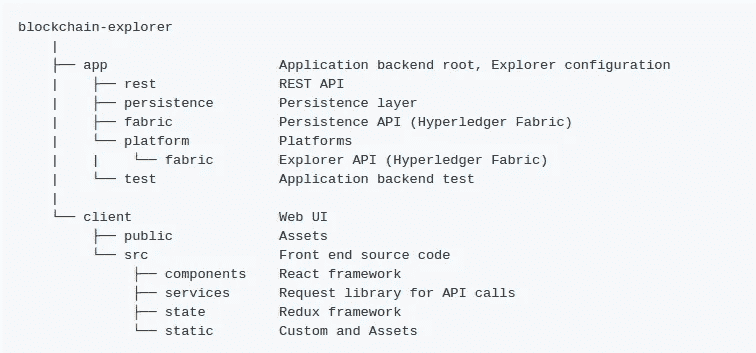 blockchain-explorer
    |
    ├── app                     Application backend root, Explorer configuration
    |    ├── rest               REST API
    |    ├── persistence        Persistence layer
    |    ├── fabric             Persistence API (Hyperledger Fabric)
    |    └── platform           Platforms
    |    |    └── fabric        Explorer API (Hyperledger Fabric)
    |    └── test               Application backend test
    |
    └── client                  Web UI
         ├── public             Assets
         └── src                Front end source code
              ├── components    React framework
              ├── services      Request library for API calls
              ├── state         Redux framework
              └── static        Custom and Assets